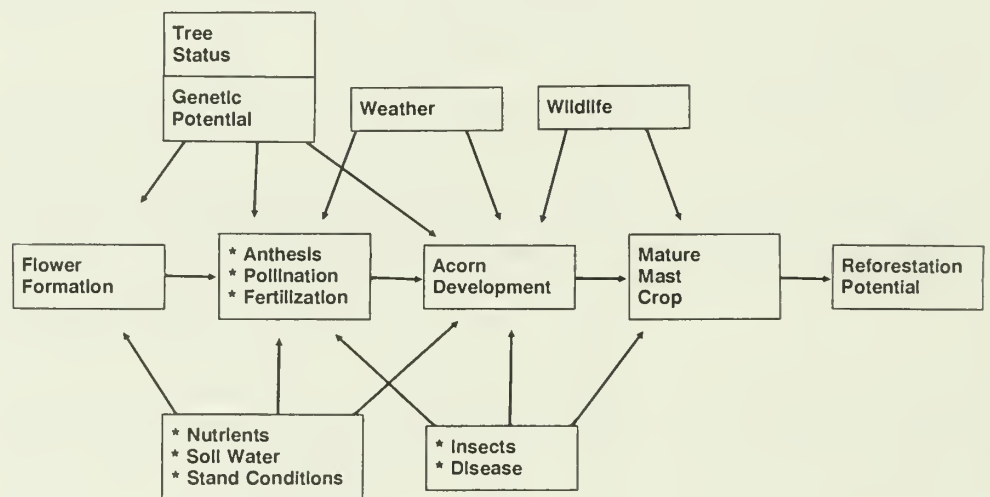 Tree
Status
Genetic
Potential
Weather
Wildlife
Flower
Formation
* Anthesis
* Pollination
* Fertilization
Acorn
Development
Mature
Mast
Crop
Reforestation
Potential
* Nutrients
* Soil Water
* Stand Conditions
* Insects
* Disease